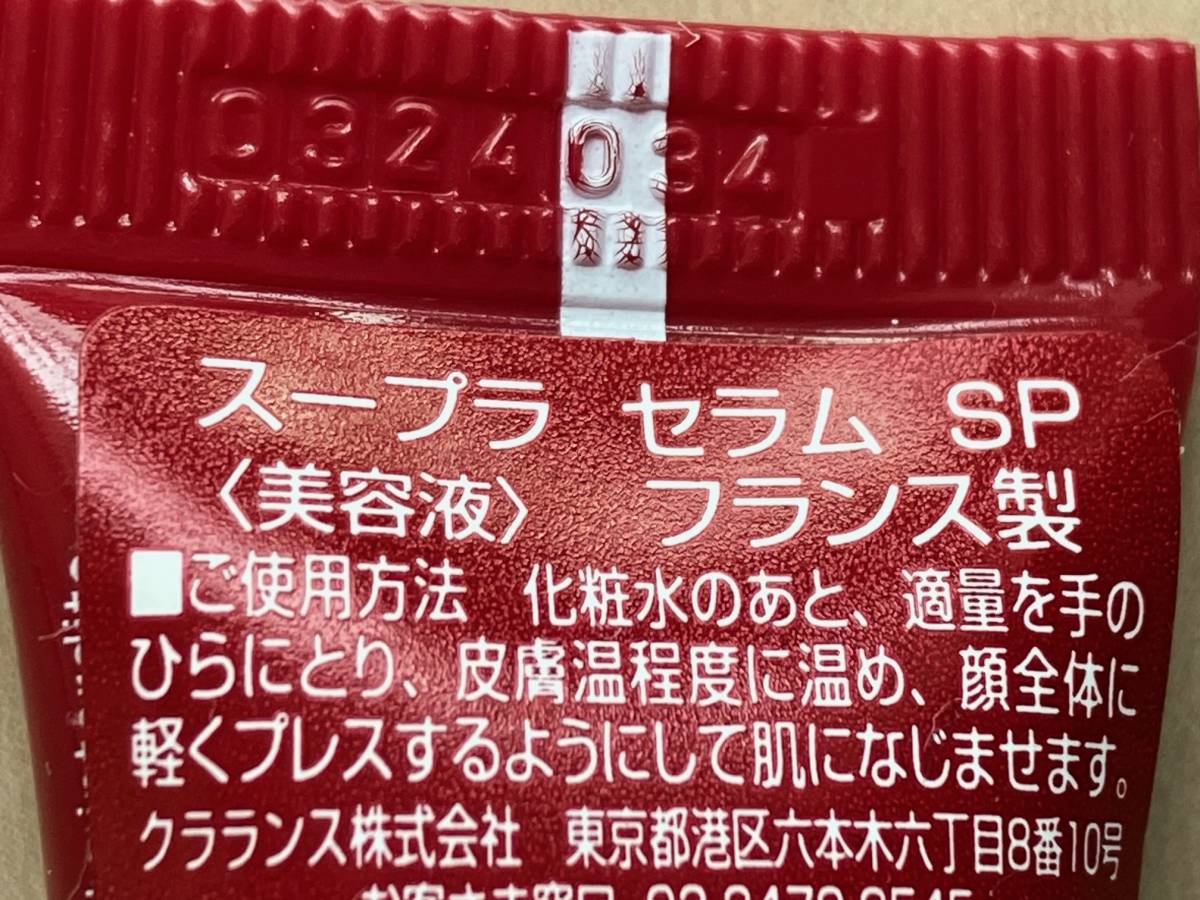 0324034
スープラ セラム SP
〈美容液〉 フランス製
■ご使用方法 化粧水のあと、適量を手の
ひらにとり、皮膚温程度に温め、顔全体に
軽くプレスするようにして肌になじませます。
クラランス株式会社 東京都港区六本木六丁目8番10号